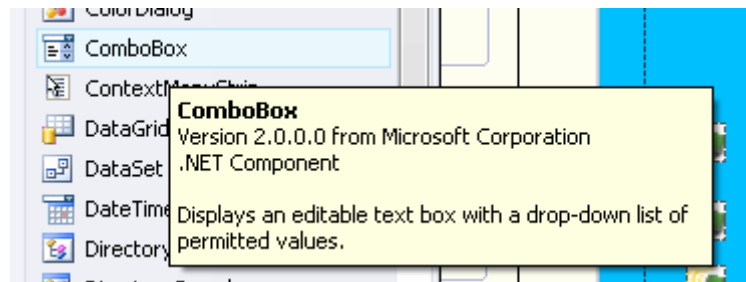 ColorDialog
ComboBox
ContextMenuStrip
ComboBox
DataGrid
Version 2.0.0.0 from Microsoft Corporation
.NET Component
DataSet
DateTime
Displays an editable text box with a drop-down list of
permitted values.
Directory